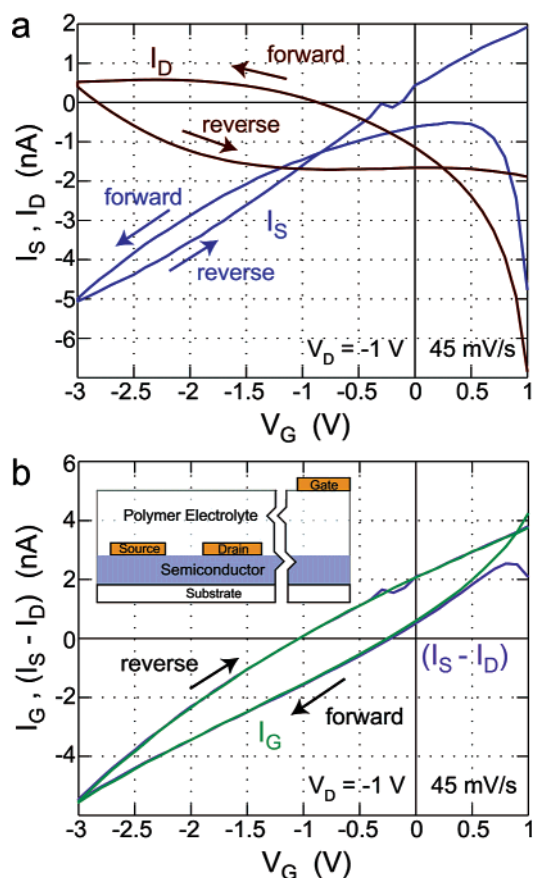 a
I_D
forward
reverse
forward
I_S
reverse
V_D = -1 V 45 mV/s
I_S , I_D (nA)
2
1
0
-1
-2
-3
-4
-5
-6
-3 -2.5 -2 -1.5 -1 -0.5 0 0.5 1
V_G (V)
b
Gate
Polymer Electrolyte
Source Drain
Semiconductor
Substrate
reverse
(I_S - I_D)
I_G
forward
V_D = -1 V 45 mV/s
I_G , (I_S - I_D) (nA)
6
4
2
0
-2
-4
-3 -2.5 -2 -1.5 -1 -0.5 0 0.5 1
V_G (V)